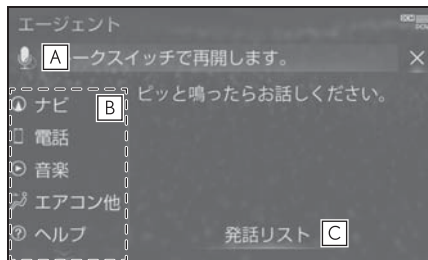 エージェント
A ークスイッチで再開します。
ピッと鳴ったらお話しください。
B
ナビ
電話
音楽
エアコン他
ヘルプ
発話リスト C